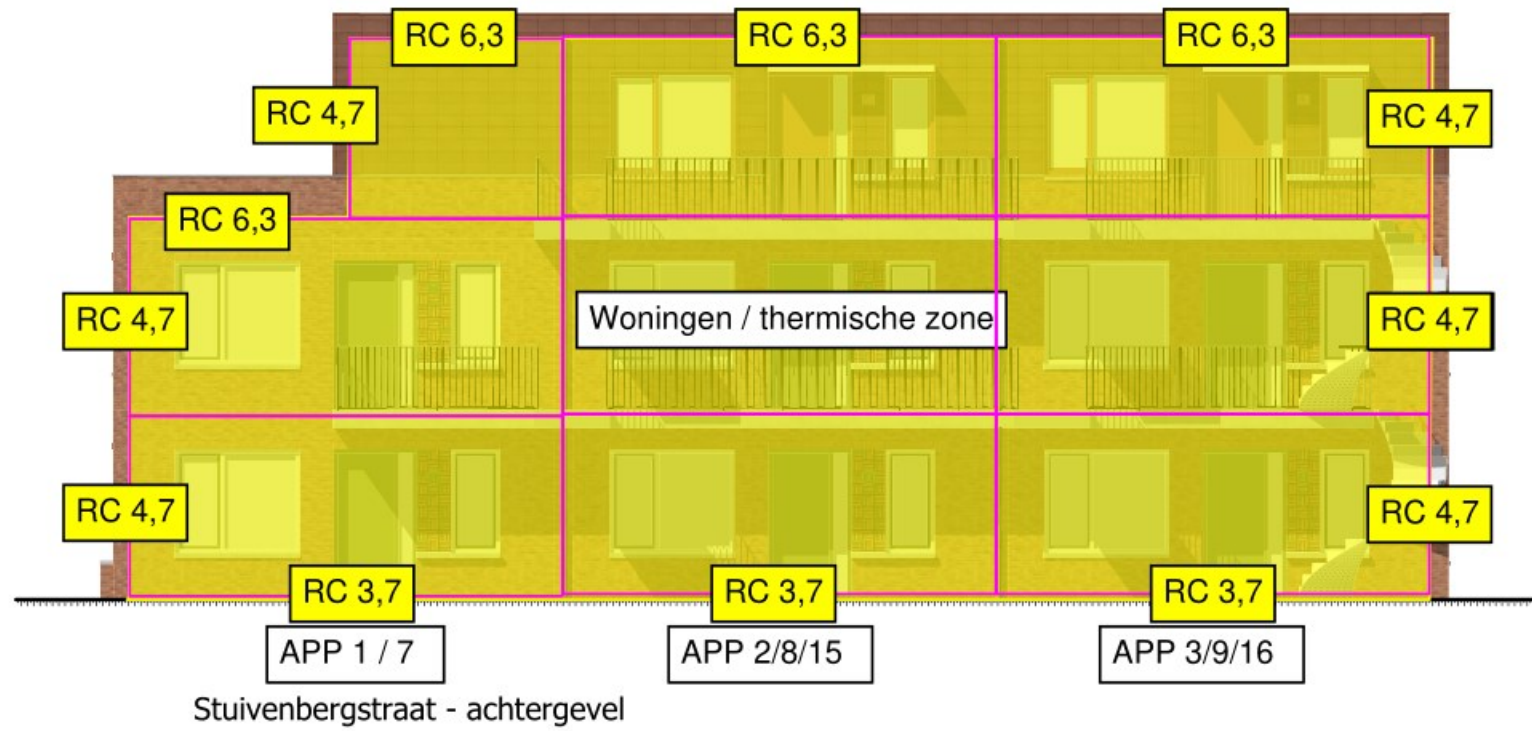 RC 6,3
RC 6,3
RC 6,3
RC 4,7
RC 4,7
RC 6,3
RC 4,7
Woningen / thermische zone
RC 4,7
RC 4,7
RC 4,7
RC 3,7
RC 3,7
RC 3,7
APP 1 / 7
APP 2/8/15
APP 3/9/16
Stuivenbergstraat - achtergevel